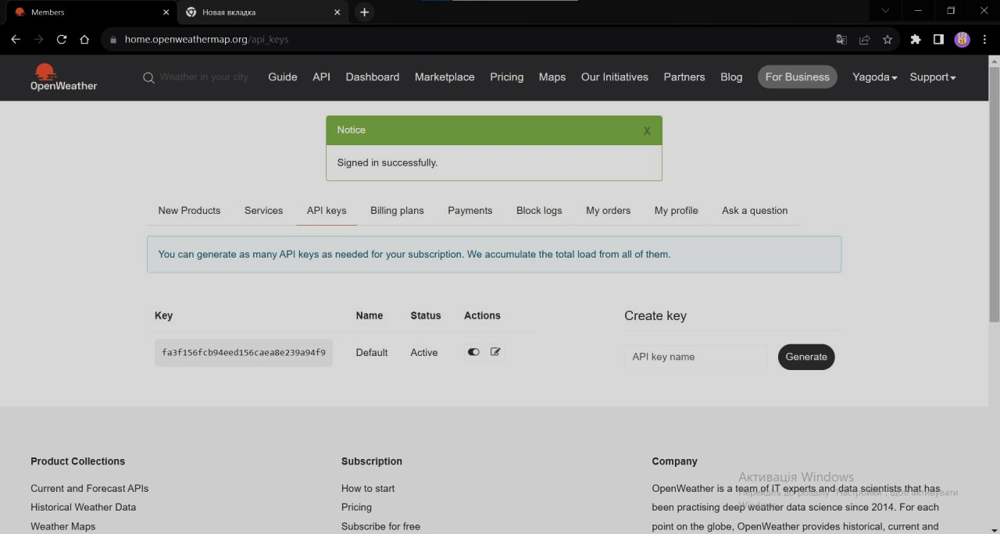 Members
Новая вкладка
home.openweathermap.org/api_keys
OpenWeather
Weather in your city
Guide
API
Dashboard
Marketplace
Pricing
Maps
Our Initiatives
Partners
Blog
For Business
Yagoda
Support
Notice
X
Signed in successfully.
New Products
Services
API keys
Billing plans
Payments
Block logs
My orders
My profile
Ask a question
You can generate as many API keys as needed for your subscription. We accumulate the total load from all of them.
Key
Name
Status
Actions
Create key
fa3f156fcb94eed156caea8e239a94f9
Default
Active
API key name
Generate
Product Collections
Current and Forecast APIs
Historical Weather Data
Weather Maps
Subscription
How to start
Pricing
Subscribe for free
Company
OpenWeather is a team of IT experts and data scientists that has
been practising deep weather data science since 2014. For each
point on the globe, OpenWeather provides historical, current and
Активація Windows
Перейдіть до розділу "Настройки", щоб активувати
Windows.